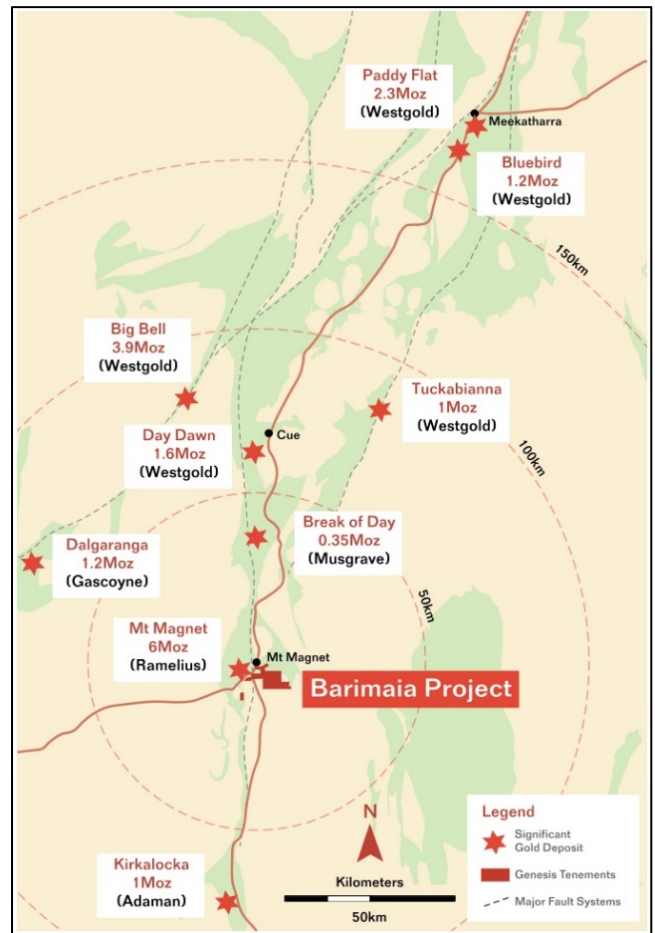 Paddy Flat
2.3Moz
(Westgold)
Meekatharra
Bluebird
1.2Moz
(Westgold)
150km
Big Bell
3.9Moz
(Westgold)
Tuckabianna
1Moz
(Westgold)
Day Dawn
1.6Moz
(Westgold)
Cue
100km
Break of Day
0.35Moz
(Musgrave)
Dalgaranga
1.2Moz
(Gascoyne)
50km
Mt Magnet
6Moz
(Ramelius)
Mt Magnet
Barimaia Project
Kirkalocka
1Moz
(Adaman)
N
Kilometers
50km
Legend
Significant
Gold Deposit
Genesis Tenements
Major Fault Systems